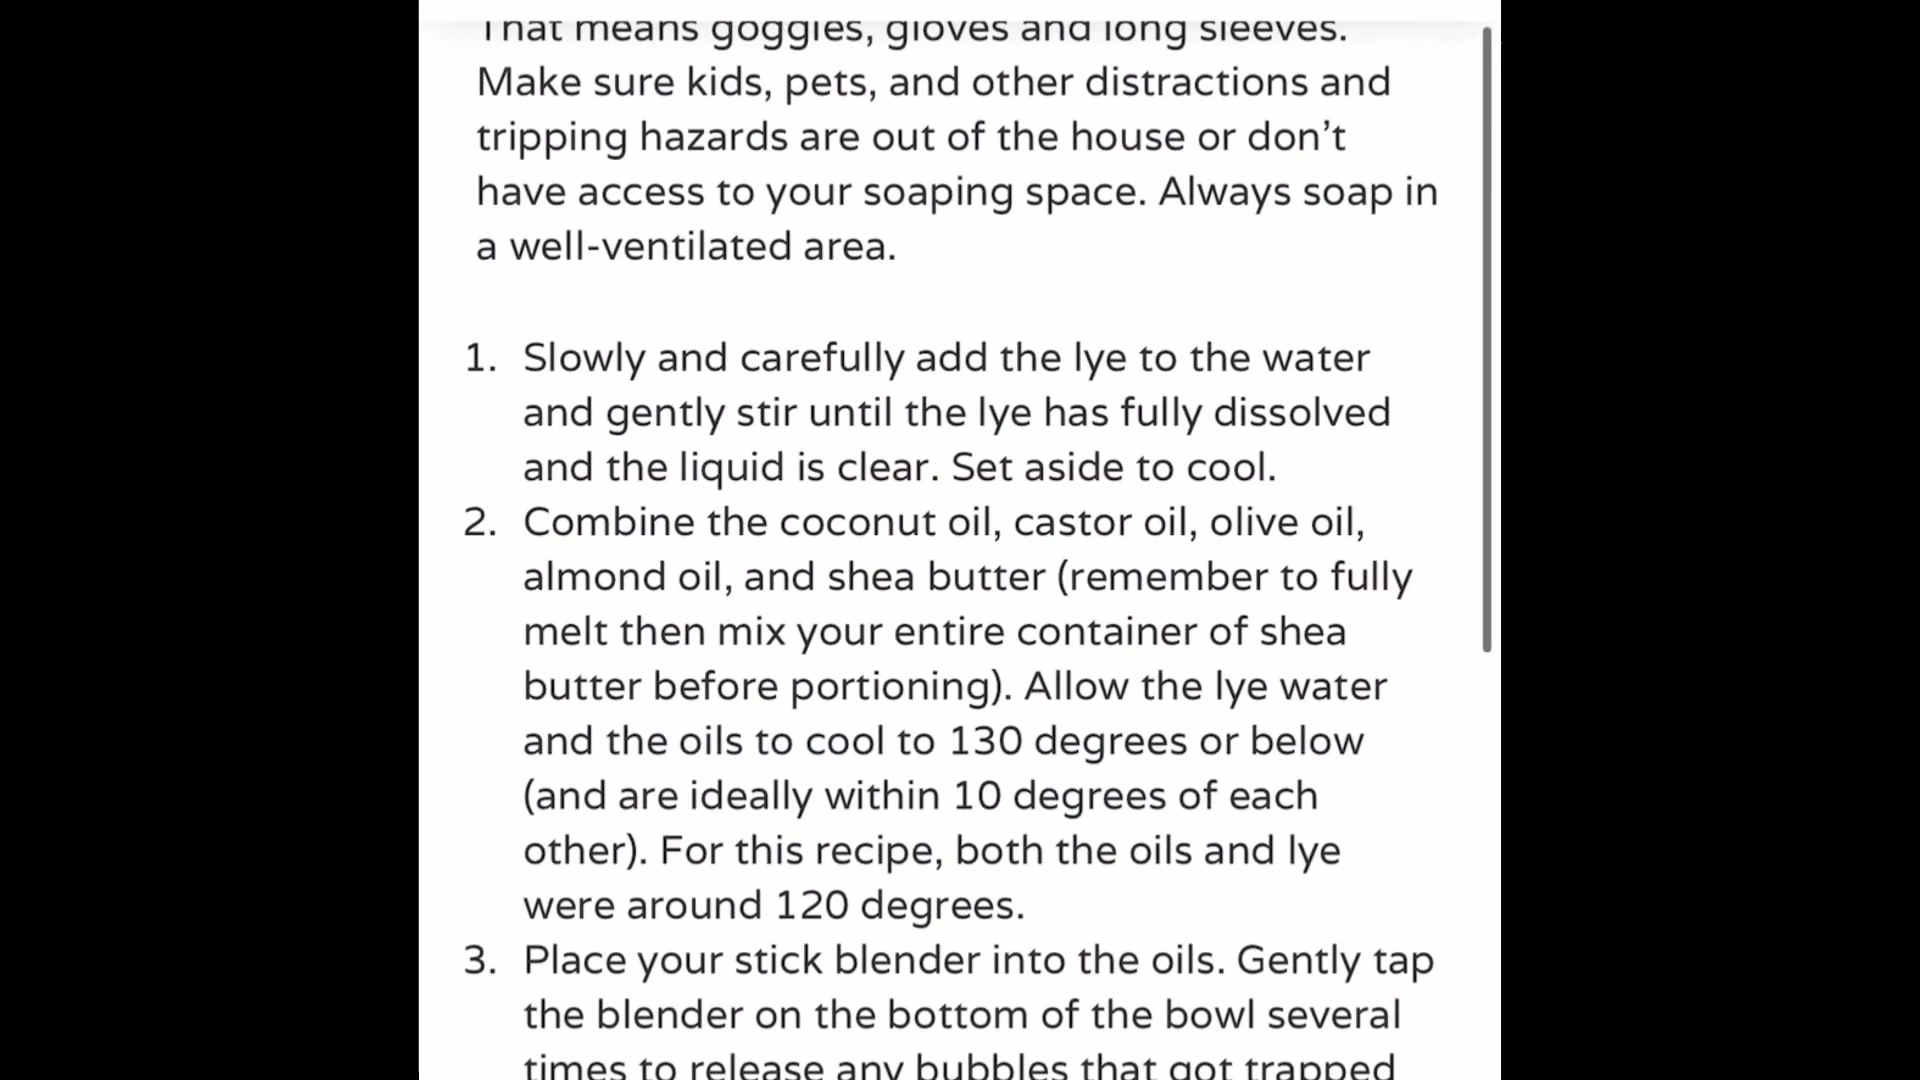 That means goggles, gloves and long sleeves.
Make sure kids, pets, and other distractions and
tripping hazards are out of the house or don’t
have access to your soaping space. Always soap in
a well-ventilated area.
1. Slowly and carefully add the lye to the water
and gently stir until the lye has fully dissolved
and the liquid is clear. Set aside to cool.
2. Combine the coconut oil, castor oil, olive oil,
almond oil, and shea butter (remember to fully
melt then mix your entire container of shea
butter before portioning). Allow the lye water
and the oils to cool to 130 degrees or below
(and are ideally within 10 degrees of each
other). For this recipe, both the oils and lye
were around 120 degrees.
3. Place your stick blender into the oils. Gently tap
the blender on the bottom of the bowl several
times to release any bubbles that got trapped